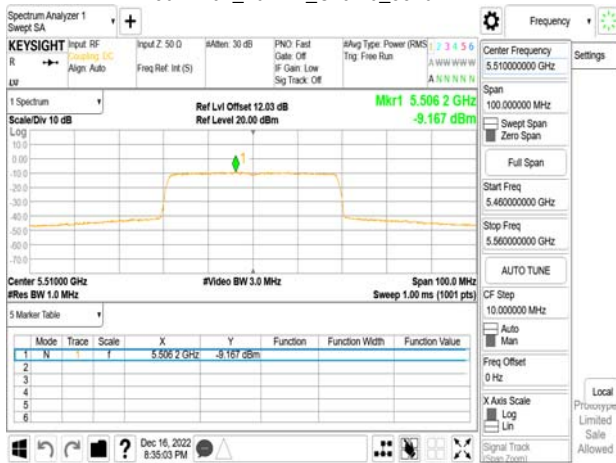 Spectrum Analyzer 1
Swept SA
+
Frequency
KEYSIGHT
R
LW
Input: RF
Coupling: DC
Align: Auto
Input Z: 50 Ω
Freq Ref: Int (S)
#Atten: 30 dB
PNO: Fast
Gate: Off
IF Gain: Low
Sig Track: Off
#Avg Type: Power (RMS)
Trig: Free Run
1 2 3 4 5 6
A W W W W W
A N N N N N
Center Frequency
5.510000000 GHz
Settings
Span
100.000000 MHz
Swept Span
Zero Span
Full Span
Start Freq
5.460000000 GHz
Stop Freq
5.560000000 GHz
AUTO TUNE
CF Step
10.000000 MHz
Auto
Man
Freq Offset
0 Hz
X Axis Scale
Log
Lin
Signal Track
(Span Zoom)
Local
Prototype
Limited
Sale
Allowed
1 Spectrum
Scale/Div 10 dB
Ref Lvl Offset 12.03 dB
Ref Level 20.00 dBm
Mkr1 5.506 2 GHz
-9.167 dBm
Log
10.0
0.00
-10.0
-20.0
-30.0
-40.0
-50.0
-60.0
-70.0
1
Center 5.51000 GHz
#Res BW 1.0 MHz
#Video BW 3.0 MHz
Span 100.0 MHz
Sweep 1.00 ms (1001 pts)
5 Marker Table
Mode Trace Scale X Y Function Function Width Function Value
1 N 1 f 5.506 2 GHz -9.167 dBm
2
3
4
5
6
?
Dec 16, 2022
8:35:03 PM